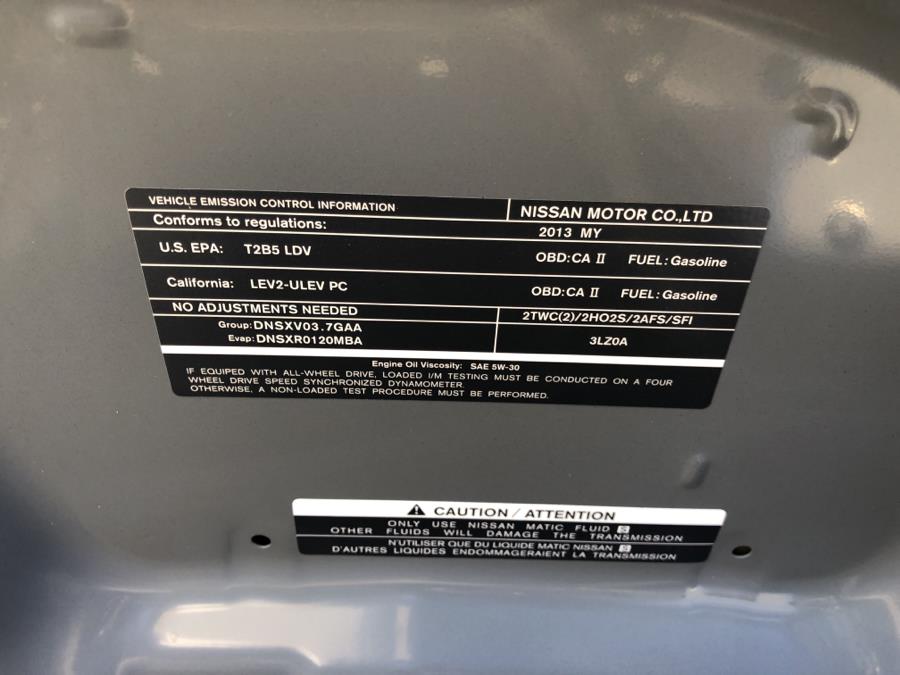 VEHICLE EMISSION CONTROL INFORMATION
NISSAN MOTOR CO.,LTD
Conforms to regulations:
2013 MY
U.S. EPA: T2B5 LDV
OBD:CA II FUEL: Gasoline
California: LEV2-ULEV PC
OBD:CA II FUEL: Gasoline
NO ADJUSTMENTS NEEDED
2TWC(2)/2HO2S/2AFS/SFI
Group:DNSXV03.7GAA
Evap:DNSXR0120MBA
3LZ0A
Engine Oil Viscosity: SAE 5W-30
IF EQUIPPED WITH ALL-WHEEL DRIVE, LOADED I/M TESTING MUST BE CONDUCTED ON A FOUR
WHEEL DRIVE SPEED SYNCHRONIZED DYNAMOMETER.
OTHERWISE, A NON-LOADED TEST PROCEDURE MUST BE PERFORMED.
CAUTION / ATTENTION
ONLY USE NISSAN MATIC FLUID S
OTHER FLUIDS WILL DAMAGE THE TRANSMISSION
N'UTILISER QUE DU LIQUIDE MATIC NISSAN S
D'AUTRES LIQUIDES ENDOMMAGERAIENT LA TRANSMISSION